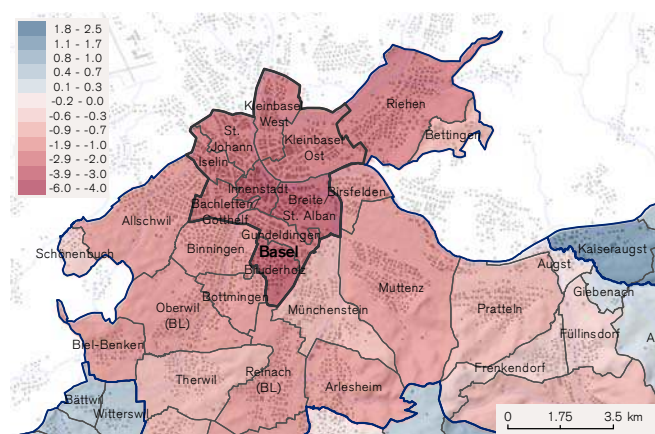 1.8 - 2.5
1.1 - 1.7
0.8 - 1.0
0.4 - 0.7
0.1 - 0.3
-0.2 - 0.0
-0.6 - -0.3
-0.9 - -0.7
-1.9 - -1.0
-2.9 - -2.0
-3.9 - -3.0
-6.0 - -4.0
Kleinbasel
West
Riehen
Bettingen
St.
Johann
Kleinbasel
Ost
Iselin
Innenstadt
Birsfelden
Bachletten
Breite/
St. Alban
Gotthelf
Allschwil
Gundeldingen
Schönenbuch
Binningen
Basel
Bruderholz
Kaiseraugst
Augst
Giebenach
Muttenz
Bottmingen
Oberwil
(BL)
Münchenstein
Pratteln
Füllinsdorf
A
Biel-Benken
Frenkendorf
Therwil
Reinach
(BL)
Arlesheim
Bättwil
Witterswil
0 1.75 3.5 km